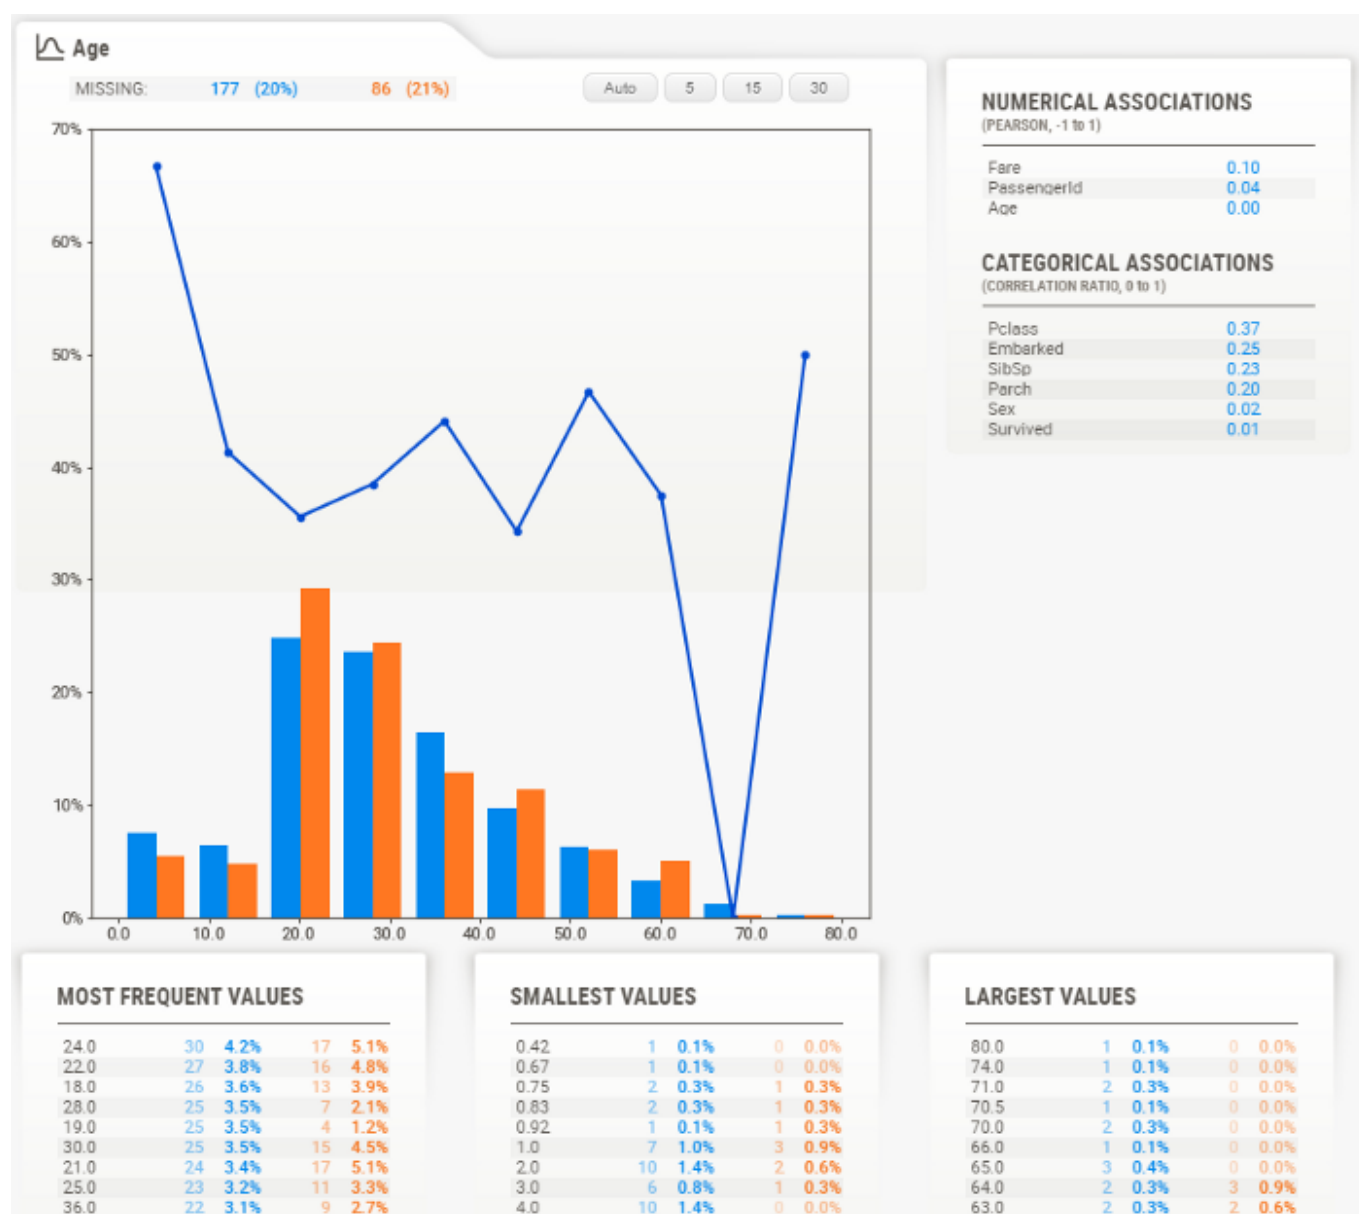 Age
MISSING: 177 (20%) 86 (21%)
Auto 5 15 30
70%
60%
50%
40%
30%
20%
10%
0%
0.0 10.0 20.0 30.0 40.0 50.0 60.0 70.0 80.0
NUMERICAL ASSOCIATIONS
(PEARSON, -1 to 1)
Fare 0.10
PassengerId 0.04
Age 0.00
CATEGORICAL ASSOCIATIONS
(CORRELATION RATIO, 0 to 1)
Pclass 0.37
Embarked 0.25
SibSp 0.23
Parch 0.20
Sex 0.02
Survived 0.01
MOST FREQUENT VALUES
24.0 30 4.2% 17 5.1%
22.0 27 3.8% 16 4.8%
18.0 26 3.6% 13 3.9%
28.0 25 3.5% 7 2.1%
19.0 25 3.5% 4 1.2%
30.0 25 3.5% 15 4.5%
21.0 24 3.4% 17 5.1%
25.0 23 3.2% 11 3.3%
36.0 22 3.1% 9 2.7%
SMALLEST VALUES
0.42 1 0.1% 0 0.0%
0.67 1 0.1% 0 0.0%
0.75 2 0.3% 1 0.3%
0.83 2 0.3% 1 0.3%
0.92 1 0.1% 1 0.3%
1.0 7 1.0% 3 0.9%
2.0 10 1.4% 2 0.6%
3.0 6 0.8% 1 0.3%
4.0 10 1.4% 0 0.0%
LARGEST VALUES
80.0 1 0.1% 0 0.0%
74.0 1 0.1% 0 0.0%
71.0 2 0.3% 0 0.0%
70.5 1 0.1% 0 0.0%
70.0 2 0.3% 0 0.0%
66.0 1 0.1% 0 0.0%
65.0 3 0.4% 0 0.0%
64.0 2 0.3% 3 0.9%
63.0 2 0.3% 2 0.6%